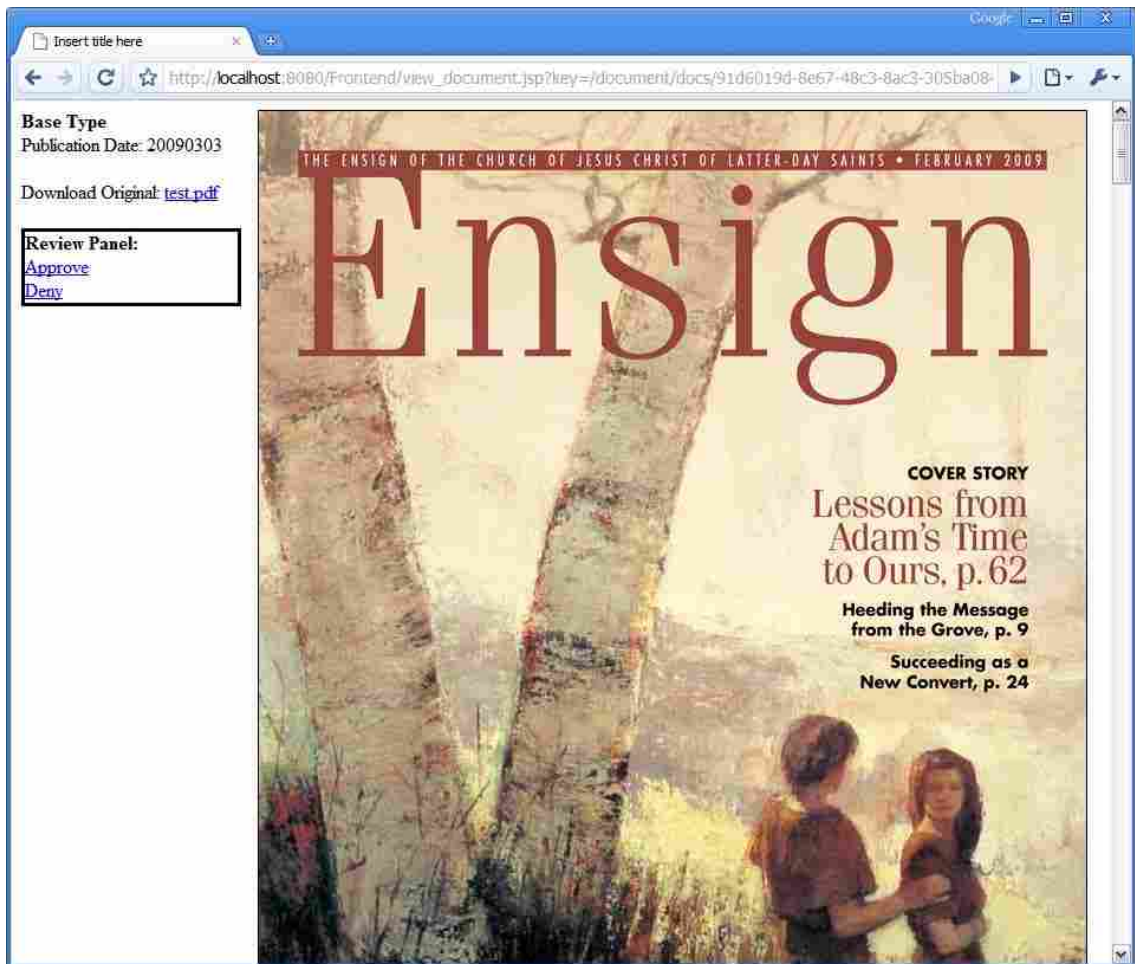 Google
Insert title here
http://localhost:8080/Frontend/view_document.jsp?key=/document/docs/91d6019d-8e67-48c3-8ac3-305ba08-
Base Type
Publication Date: 20090303
Download Original: test.pdf
Review Panel:
Approve
Deny
THE ENSIGN OF THE CHURCH OF JESUS CHRIST OF LATTER-DAY SAINTS • FEBRUARY 2009
Ensign
COVER STORY
Lessons from
Adam's Time
to Ours, p. 62
Heeding the Message
from the Grove, p. 9
Succeeding as a
New Convert, p. 24